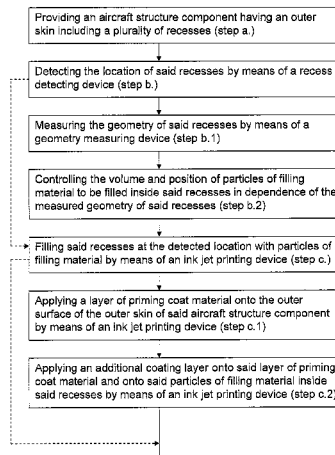 Providing an aircraft structure component having an outer
skin including a plurality of recesses (step a.)
Detecting the location of said recesses by means of a recess
detecting device (step b.)
Measuring the geometry of said recesses by means of a
geometry measuring device (step b.1)
Controlling the volume and position of particles of filling
material to be filled inside said recesses in dependence of the
measured geometry of said recesses (step b.2)
Filling said recesses at the detected location with particles of
filling material by means of an ink jet printing device (step c.)
Applying a layer of priming coat material onto the outer
surface of the outer skin of said aircraft structure component
by means of an ink jet printing device (step c.1)
Applying an additional coating layer onto said layer of priming
coat material and onto said particles of filling material inside
said recesses by means of an ink jet printing device (step c.2)